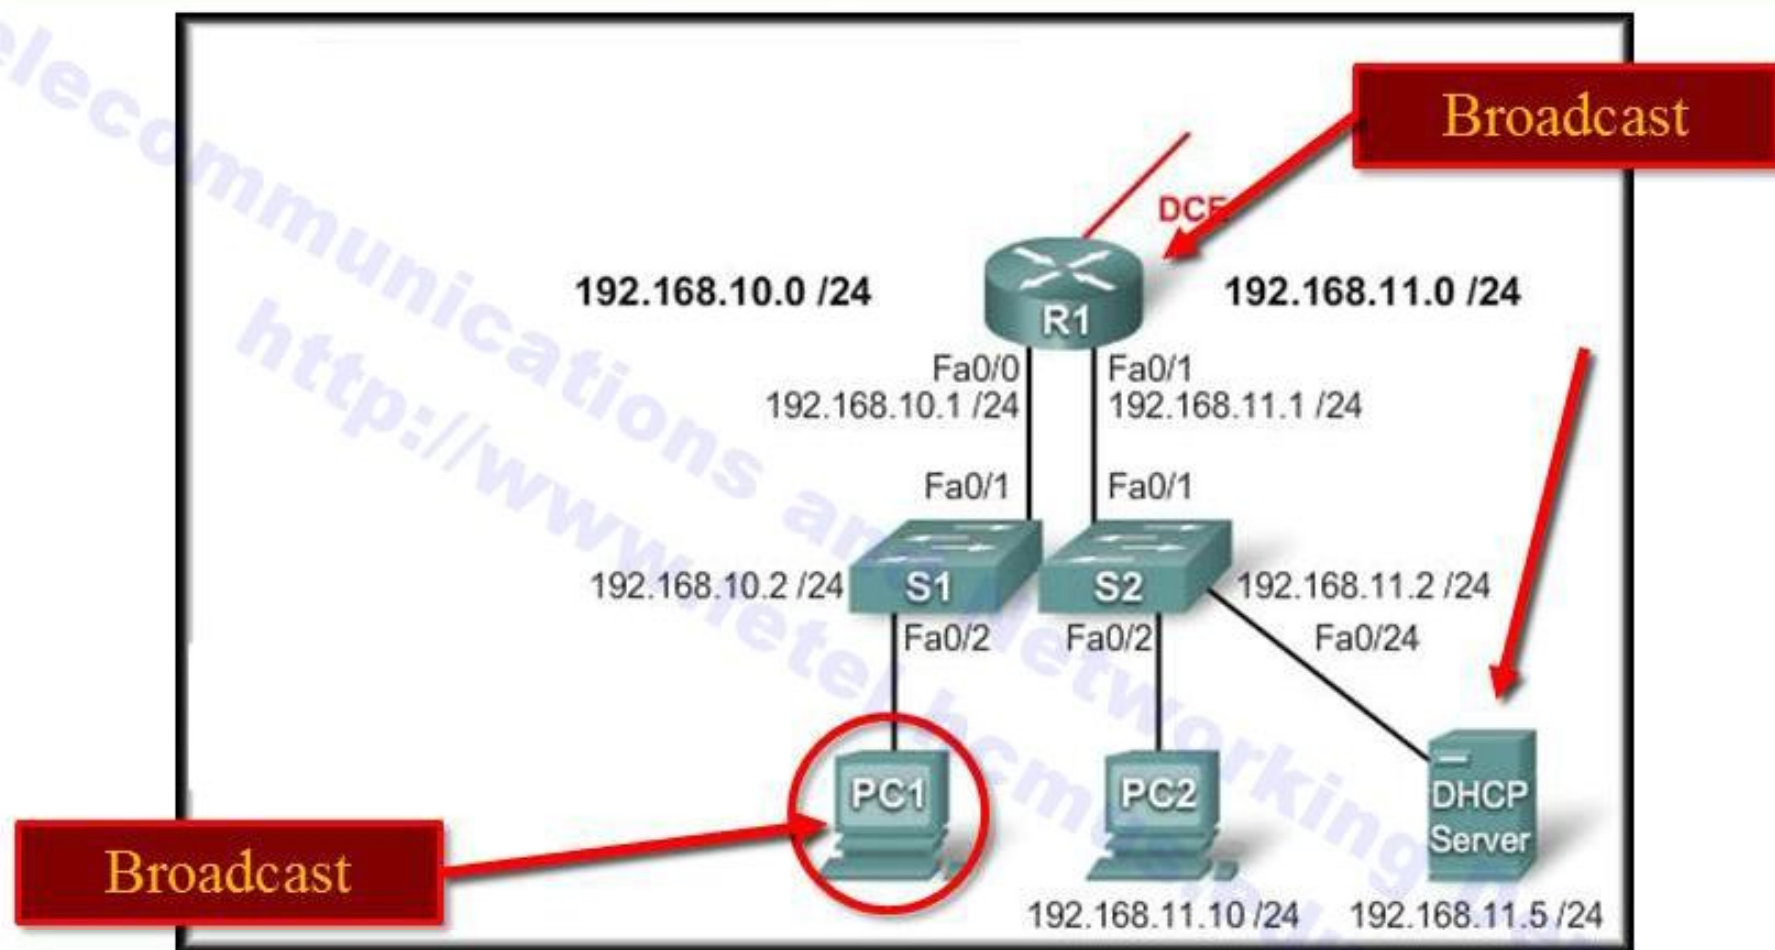 Broadcast
DCE
192.168.10.0 /24
192.168.11.0 /24
R1
Fa0/0
Fa0/1
192.168.10.1 /24
192.168.11.1 /24
Fa0/1
Fa0/1
192.168.10.2 /24
S1
S2
192.168.11.2 /24
Fa0/2
Fa0/2
Fa0/24
PC1
PC2
DHCP
Server
Broadcast
192.168.11.10 /24
192.168.11.5 /24
elecommunications and Networking